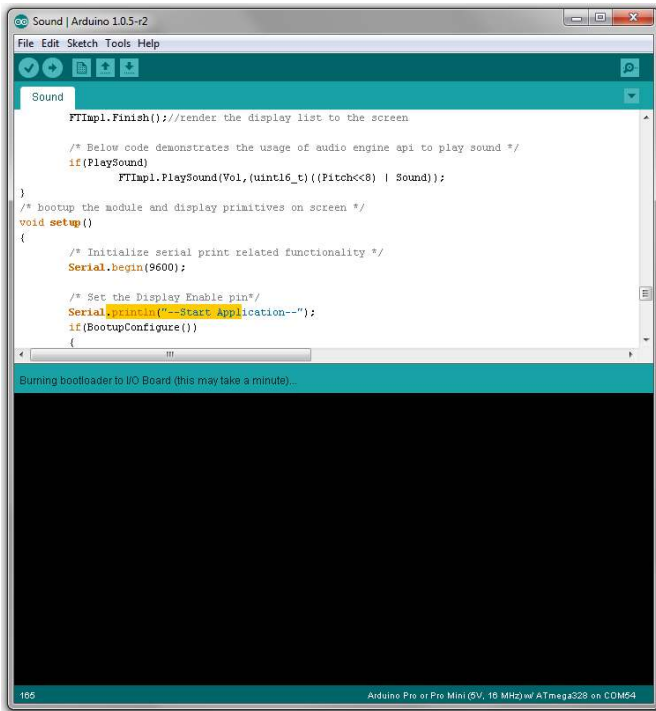 Sound | Arduino 1.0.5-r2
File Edit Sketch Tools Help
Sound
FTImpl.Finish();//render the display list to the screen
/* Below code demonstrates the usage of audio engine api to play sound */
if(PlaySound)
FTImpl.PlaySound(Vol,(uint16_t)((Pitch<<8) | Sound));
}
/* bootup the module and display primitives on screen */
void setup()
{
/* Initialize serial print related functionality */
Serial.begin(9600);
/* Set the Display Enable pin*/
Serial.println("--Start Application--");
if(BootupConfigure())
{
Burning bootloader to I/O Board (this may take a minute)...
165
Arduino Pro or Pro Mini (5V, 16 MHz) w/ ATmega328 on COM54